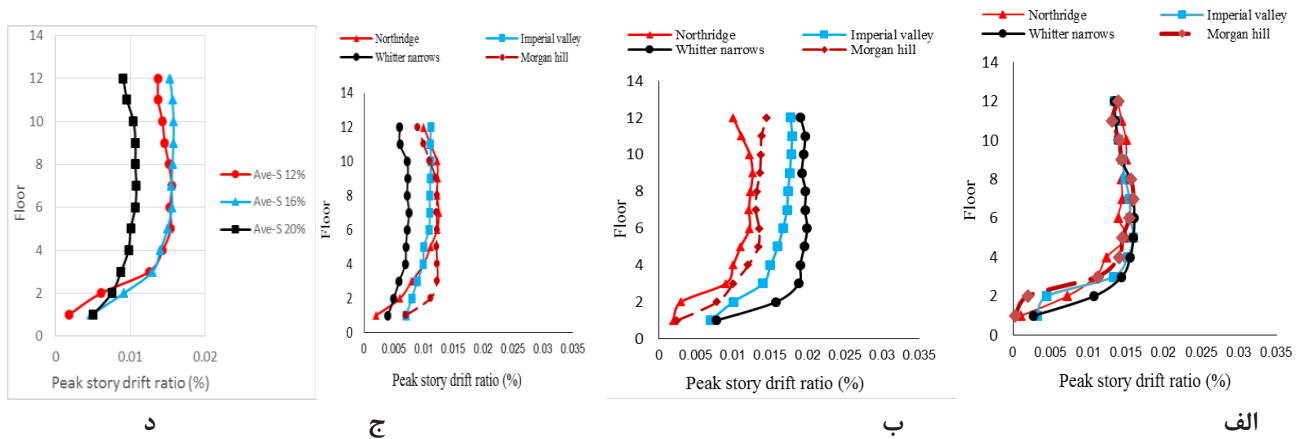 Northridge
Imperial valley
Whitter narrows
Morgan hill
14
12
10
8
6
4
2
0
Floor
0
0.005
0.01
0.015
0.02
0.025
0.03
0.035
Peak story drift ratio (%)
الف
Northridge
Imperial valley
Whitter narrows
Morgan hill
14
12
10
8
6
4
2
0
Floor
0
0.005
0.01
0.015
0.02
0.025
0.03
0.035
Peak story drift ratio (%)
ب
Northridge
Imperial valley
Whitter narrows
Morgan hill
14
12
10
8
6
4
2
0
Floor
0
0.005
0.01
0.015
0.02
0.025
0.03
0.035
Peak story drift ratio (%)
ج
14
12
10
8
6
4
2
0
Floor
Ave-S 12%
Ave-S 16%
Ave-S 20%
0
0.01
0.02
Peak story drift ratio (%)
د